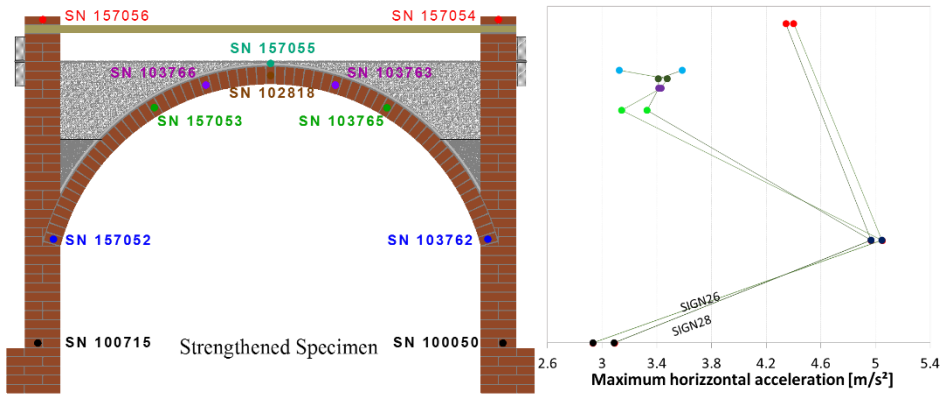 SN 157056
SN 157054
SN 157055
SN 103766
SN 103763
SN 102818
SN 157053
SN 103765
SN 157052
SN 103762
SN 100715
Strengthened Specimen
SN 100050
SIGN26
SIGN28
2.6 3 3.4 3.8 4.2 4.6 5 5.4
Maximum horizzontal acceleration [m/s²]